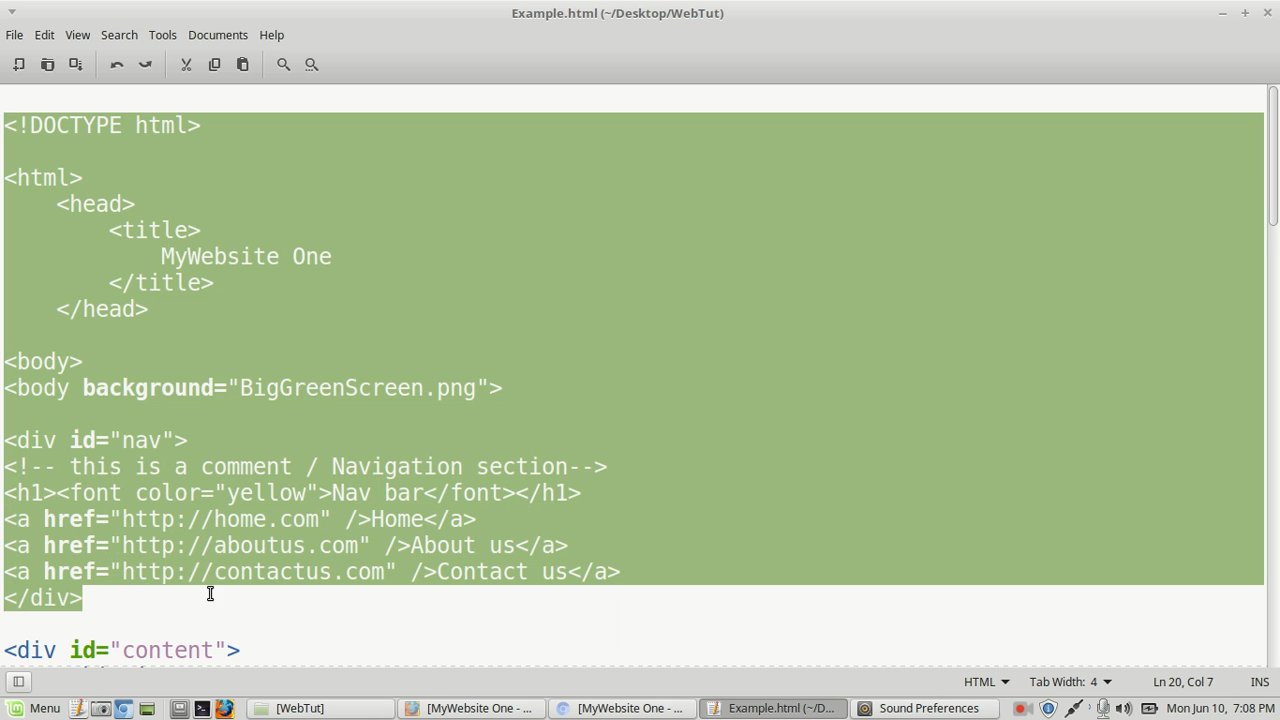 Example.html (~/Desktop/WebTut)
File Edit View Search Tools Documents Help
<!DOCTYPE html>
<html>
<head>
<title>
MyWebsite One
</title>
</head>
<body>
<body background="BigGreenScreen.png">
<div id="nav">
<!-- this is a comment / Navigation section-->
<h1><font color="yellow">Nav bar</font></h1>
<a href="http://home.com" />Home</a>
<a href="http://aboutus.com" />About us</a>
<a href="http://contactus.com" />Contact us</a>
</div>
<div id="content">
HTML Tab Width: 4 Ln 20, Col 7 INS
Menu [WebTut] [MyWebsite One-... [MyWebsite One -... Example.html (~/D... Sound Preferences Mon Jun 10, 7:08 PM